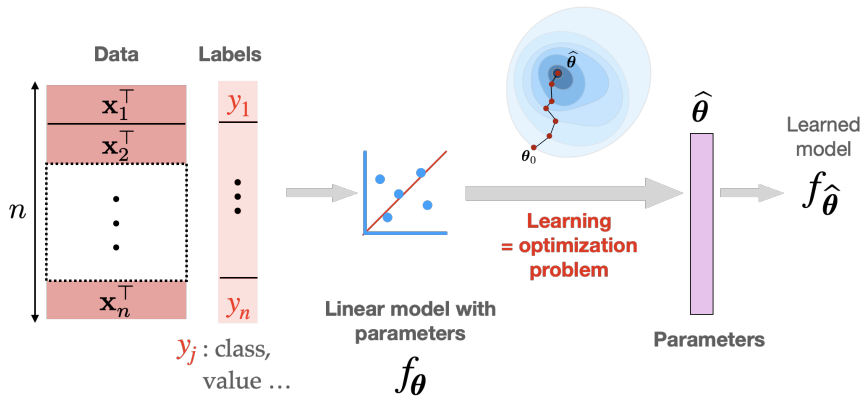 Data
Labels
n
𝐱₁ᵀ
𝐱₂ᵀ
⋮
𝐱ₙᵀ
y₁
⋮
yₙ
yⱼ : class,
value …
Linear model with
parameters
f_𝛉
𝛉̂
𝛉₀
Learning
= optimization
problem
𝛉̂
Parameters
Learned
model
f_𝛉̂